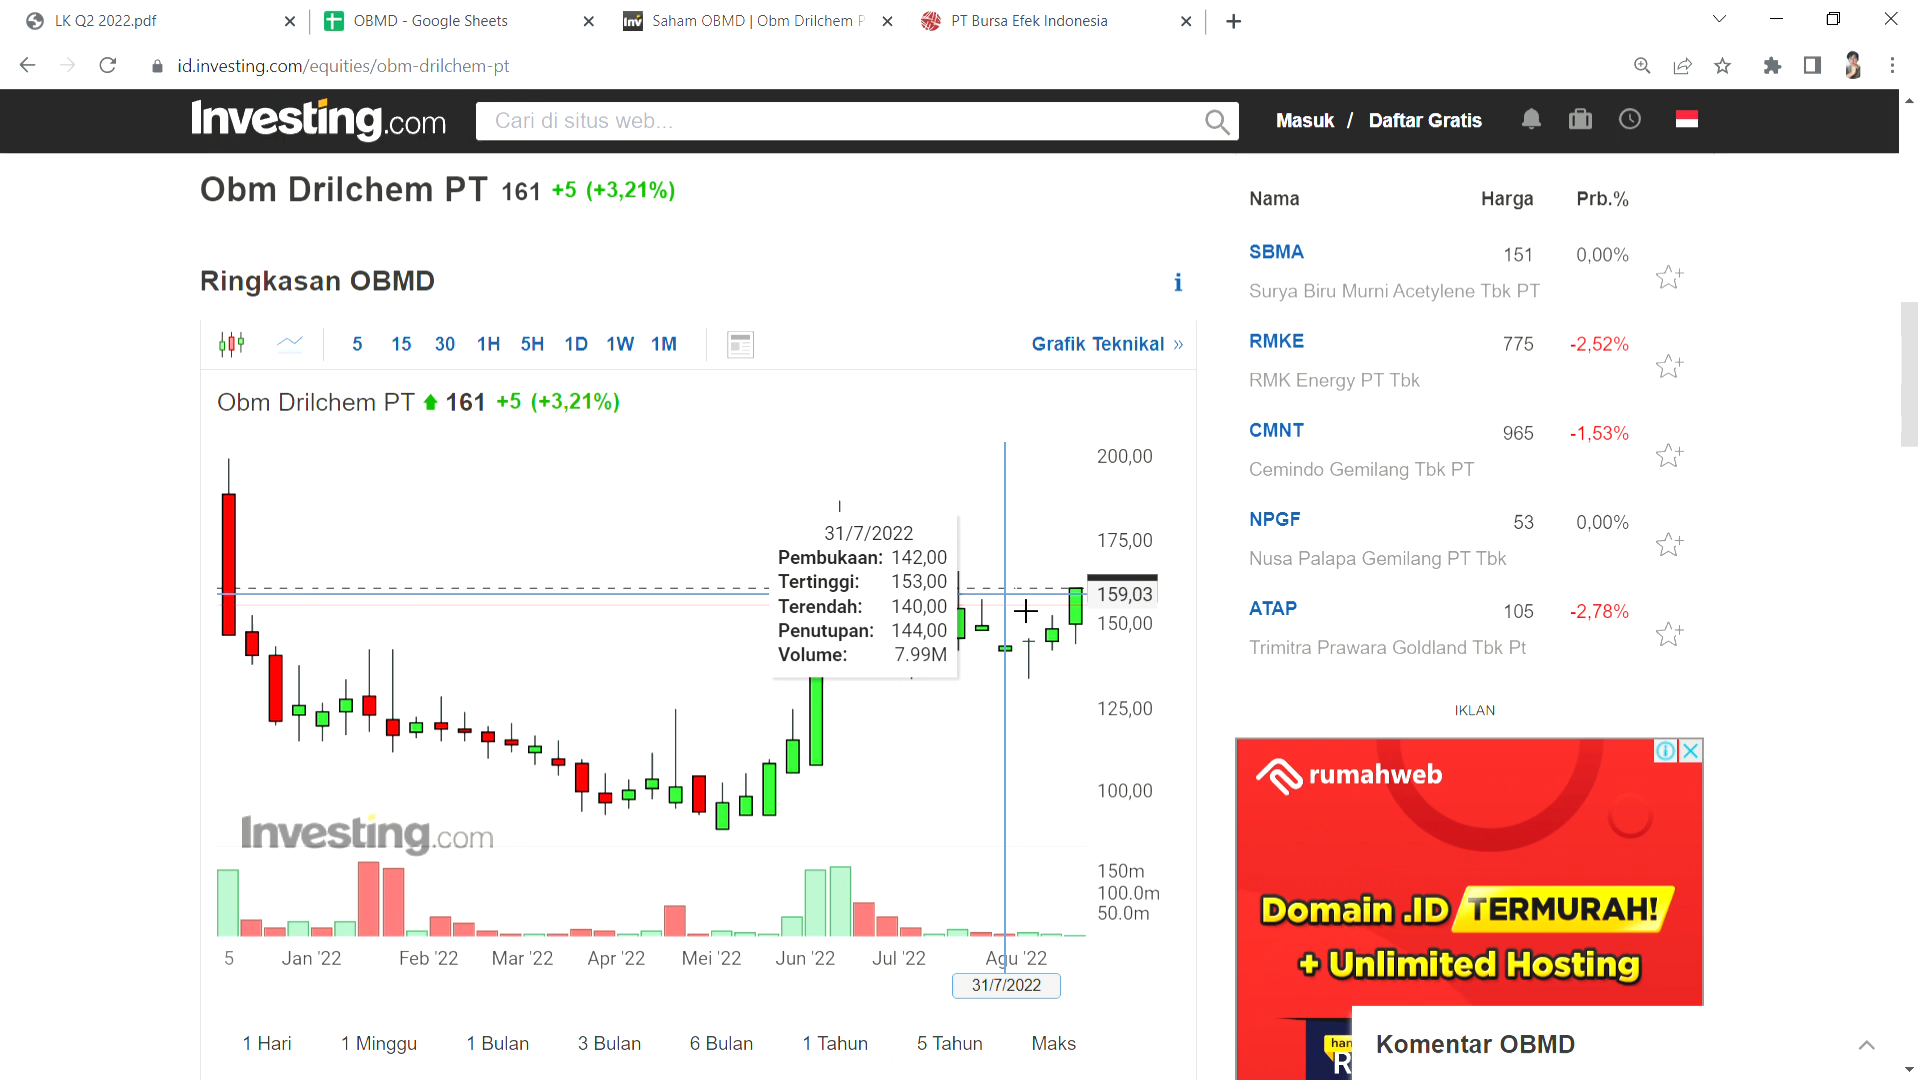 LK Q2 2022.pdf
OBMD - Google Sheets
Saham OBMD | Obm Drilchem P
PT Bursa Efek Indonesia
id.investing.com/equities/obm-drilchem-pt
Investing.com
Cari di situs web...
Masuk / Daftar Gratis
Obm Drilchem PT 161 +5 (+3,21%)
Ringkasan OBMD
5 15 30 1H 5H 1D 1W 1M
Grafik Teknikal »
Obm Drilchem PT 161 +5 (+3,21%)
200,00
175,00
159,03
150,00
125,00
100,00
31/7/2022
Pembukaan: 142,00
Tertinggi: 153,00
Terendah: 140,00
Penutupan: 144,00
Volume: 7.99M
Investing.com
150m
100.0m
50.0m
5 Jan '22 Feb '22 Mar '22 Apr '22 Mei '22 Jun '22 Jul '22 Agu '22
31/7/2022
1 Hari 1 Minggu 1 Bulan 3 Bulan 6 Bulan 1 Tahun 5 Tahun Maks
Nama Harga Prb.%
SBMA 151 0,00%
Surya Biru Murni Acetylene Tbk PT
RMKE 775 -2,52%
RMK Energy PT Tbk
CMNT 965 -1,53%
Cemindo Gemilang Tbk PT
NPGF 53 0,00%
Nusa Palapa Gemilang PT Tbk
ATAP 105 -2,78%
Trimitra Prawara Goldland Tbk Pt
IKLAN
rumahweb
Domain .ID TERMURAH!
+ Unlimited Hosting
Komentar OBMD